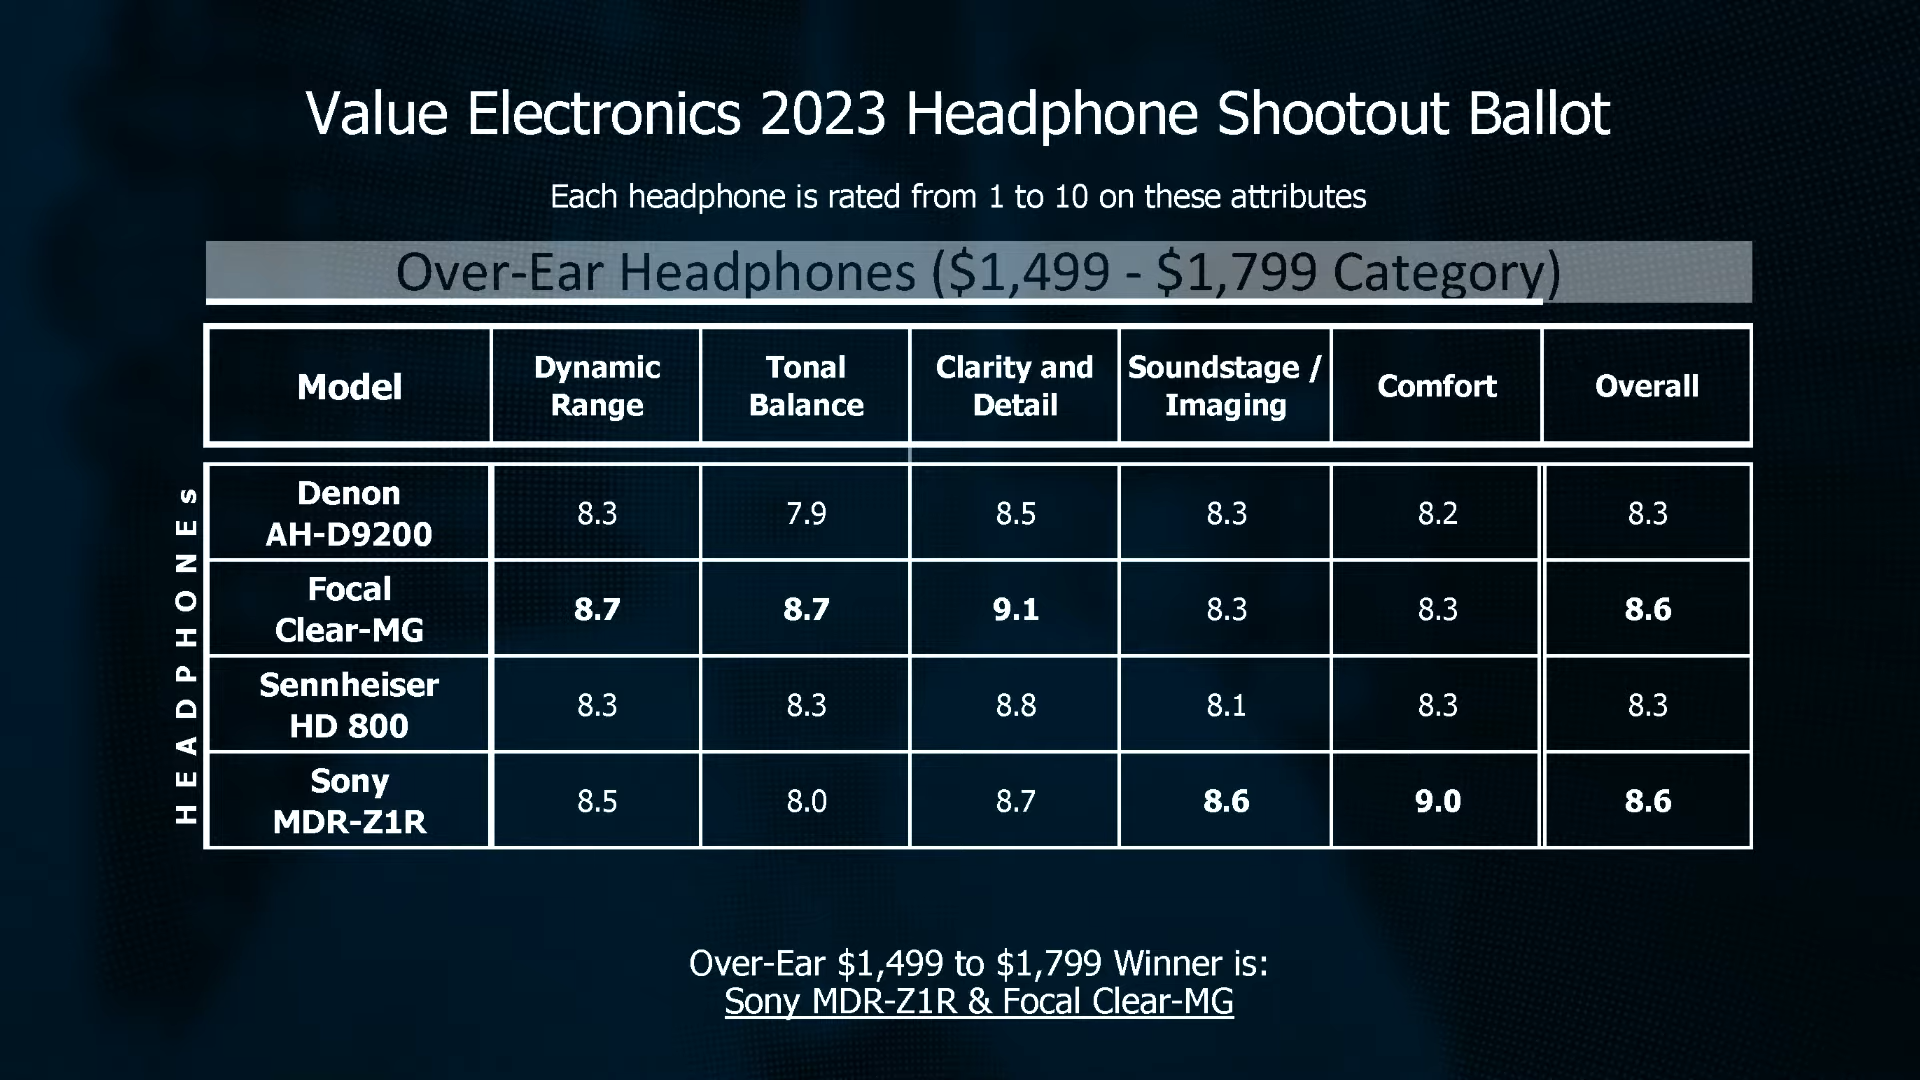 Value Electronics 2023 Headphone Shootout Ballot
Each headphone is rated from 1 to 10 on these attributes
Over-Ear Headphones ($1,499 - $1,799 Category)
Model Dynamic Range Tonal Balance Clarity and Detail Soundstage / Imaging Comfort Overall
HEADPHONEs
Denon AH-D9200 8.3 7.9 8.5 8.3 8.2 8.3
Focal Clear-MG 8.7 8.7 9.1 8.3 8.3 8.6
Sennheiser HD 800 8.3 8.3 8.8 8.1 8.3 8.3
Sony MDR-Z1R 8.5 8.0 8.7 8.6 9.0 8.6
Over-Ear $1,499 to $1,799 Winner is:
Sony MDR-Z1R & Focal Clear-MG